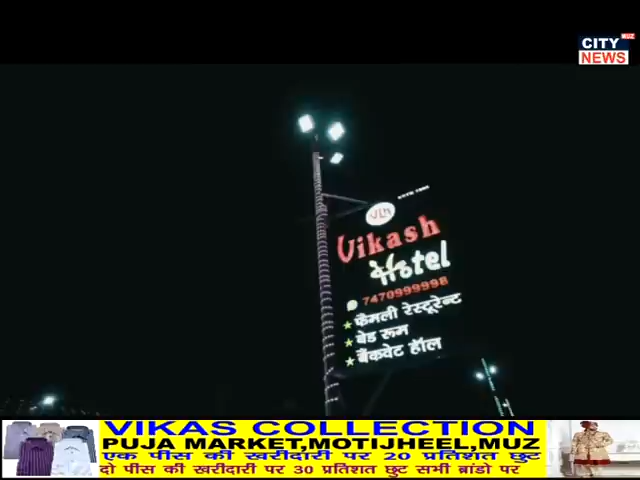 CITY MUZ
NEWS
Vikash
Hotel
7470999998
फैमली रेस्टूरेन्ट
बेड रूम
बैंकवेट हॉल
VIKAS COLLECTION
PUJA MARKET,MOTIJHEEL,MUZ
एक पीस की खरीदारी पर 20 प्रतिशत छुट
दो पीस की खरीदारी पर 30 प्रतिशत छुट सभी ब्रांडो पर